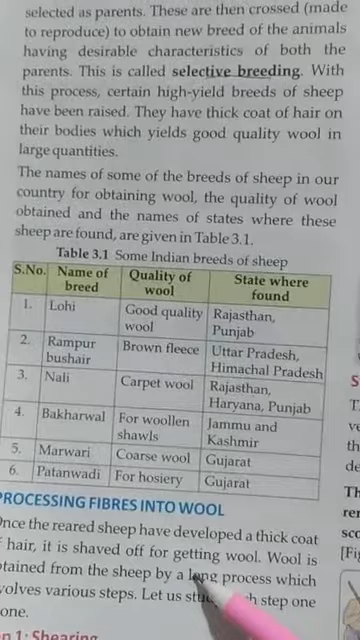 selected as parents. These are then crossed (made
to reproduce) to obtain new breed of the animals
having desirable characteristics of both the
parents. This is called selective breeding. With
this process, certain high-yield breeds of sheep
have been raised. They have thick coat of hair on
their bodies which yields good quality wool in
large quantities.
The names of some of the breeds of sheep in our
country for obtaining wool, the quality of wool
obtained and the names of states where these
sheep are found, are given in Table 3.1.
Table 3.1 Some Indian breeds of sheep
S.No. Name of breed Quality of wool State where found
1. Lohi Good quality wool Rajasthan, Punjab
2. Rampur bushair Brown fleece Uttar Pradesh, Himachal Pradesh
3. Nali Carpet wool Rajasthan, Haryana, Punjab
4. Bakharwal For woollen shawls Jammu and Kashmir
5. Marwari Coarse wool Gujarat
6. Patanwadi For hosiery Gujarat
PROCESSING FIBRES INTO WOOL
Once the reared sheep have developed a thick coat
f hair, it is shaved off for getting wool. Wool is
tained from the sheep by a long process which
volves various steps. Let us step one
one.
1: Shearing